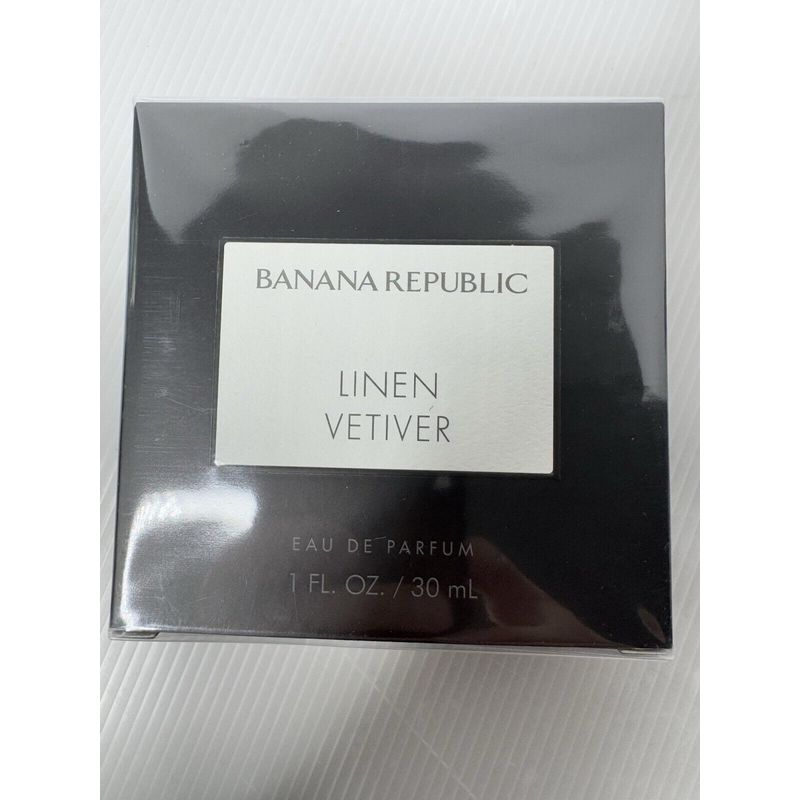 BANANA REPUBLIC
LINEN
VETIVER
EAU DE PARFUM
1 FL. OZ. / 30 mL